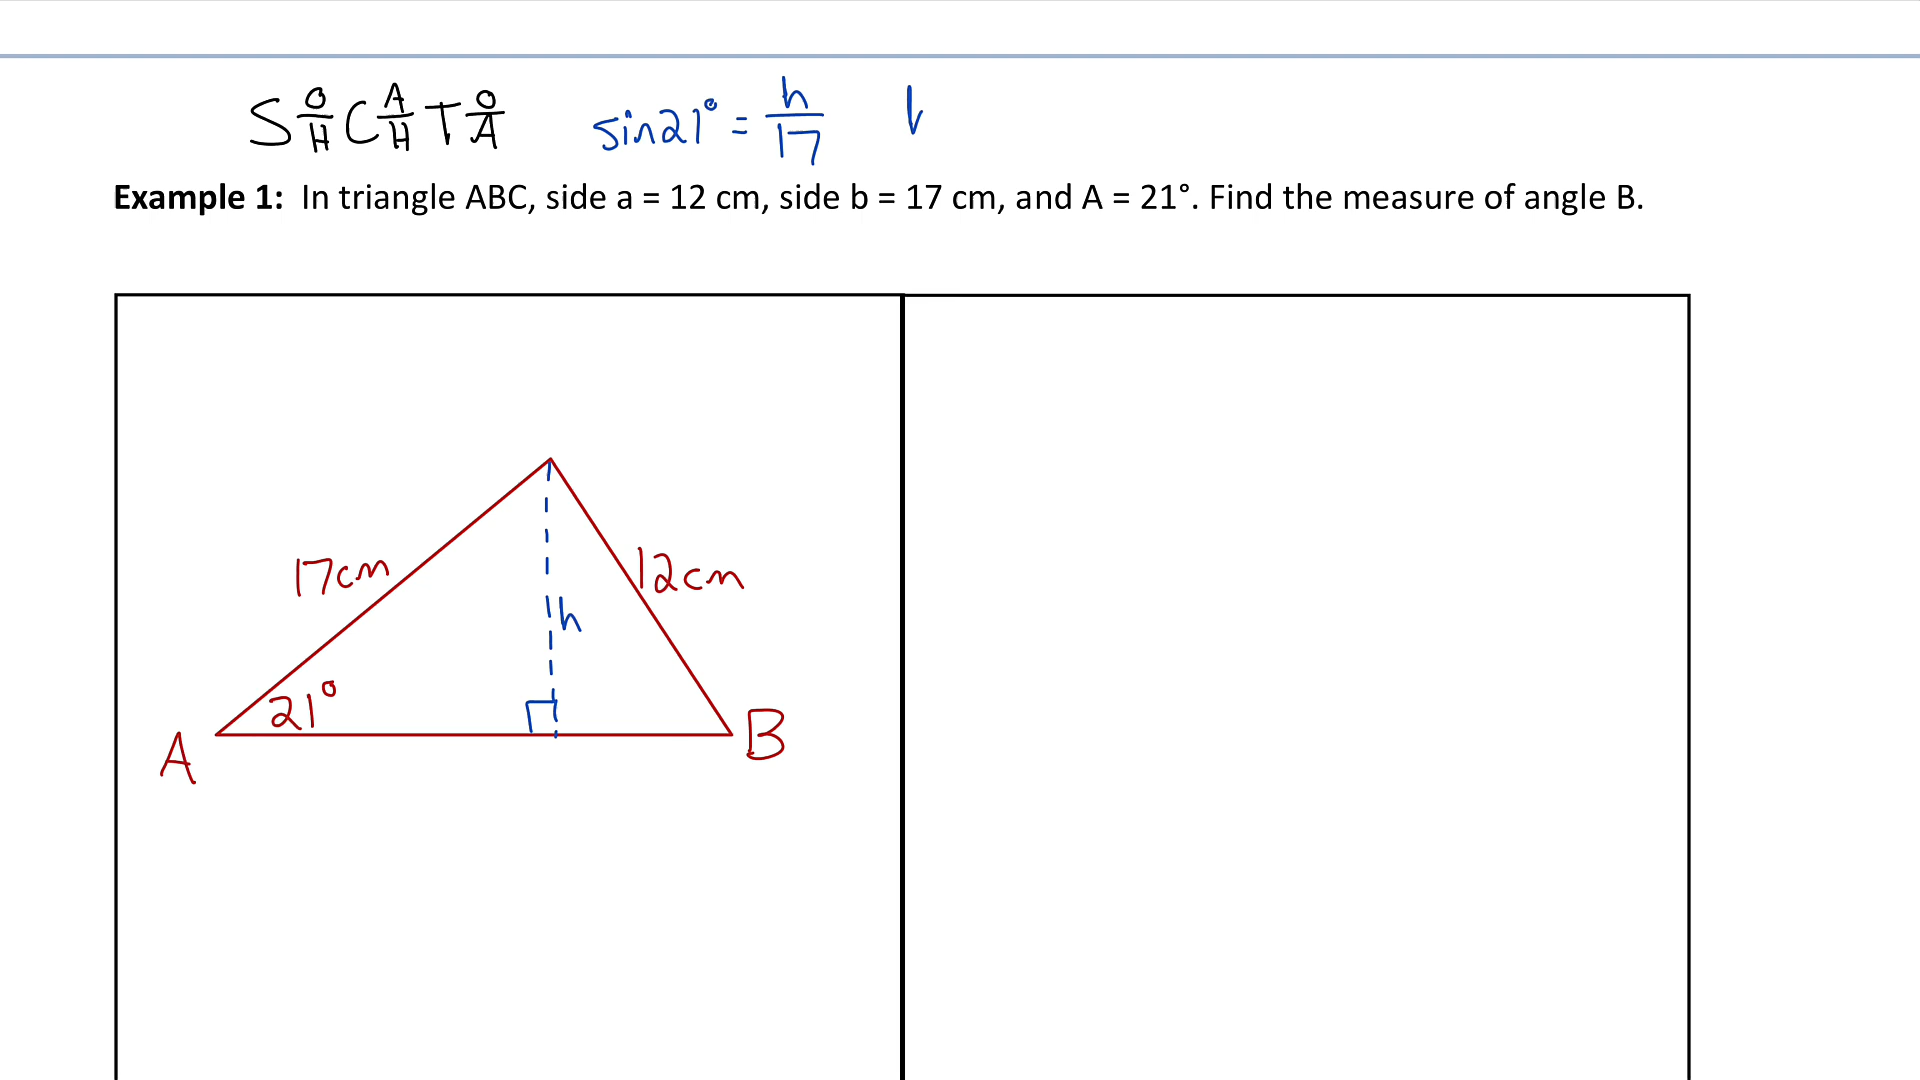 S O/H C A/H T O/A sin21° = h/17
Example 1: In triangle ABC, side a = 12 cm, side b = 17 cm, and A = 21°. Find the measure of angle B.
17cm
12cm
h
21°
A
B